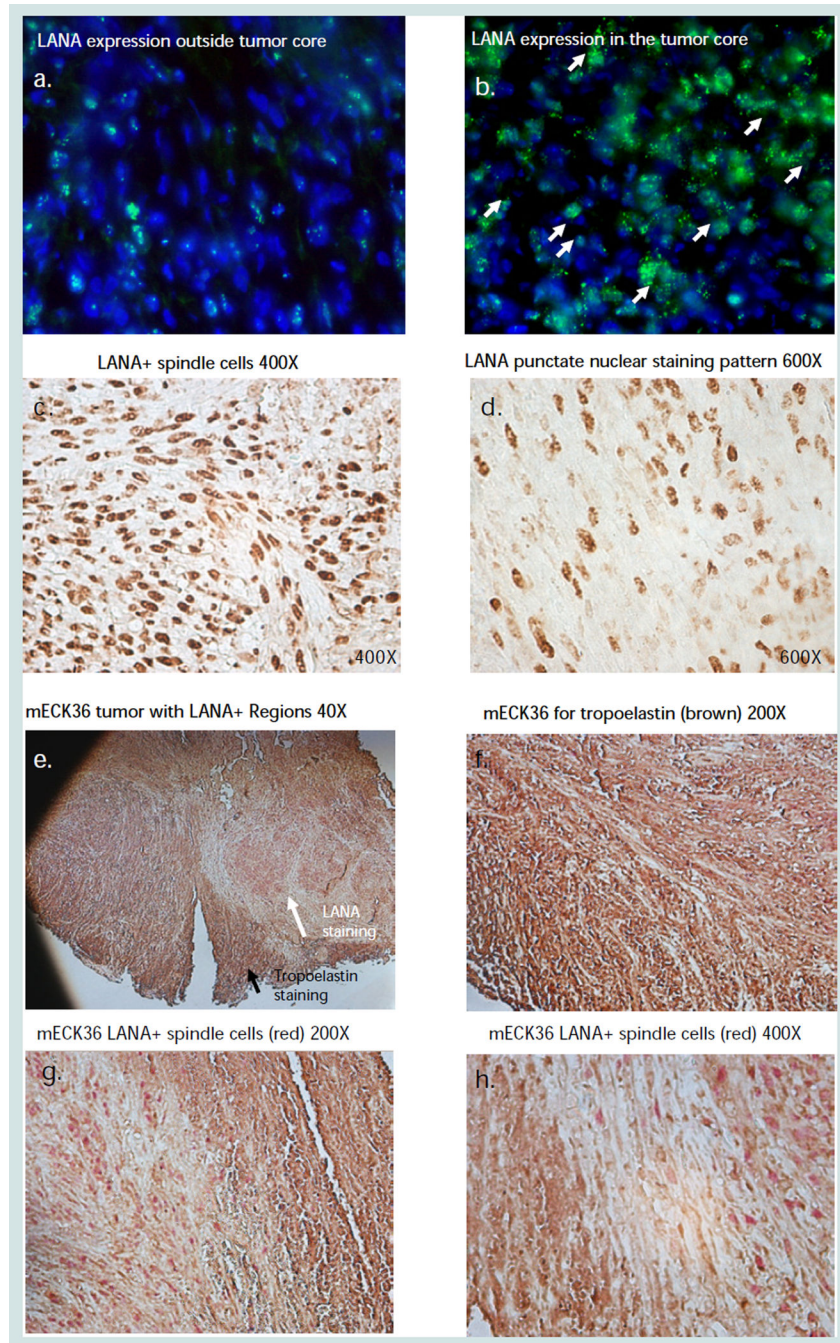 LANA expression outside tumor core
a.
LANA expression in the tumor core
b.
LANA+ spindle cells 400X
c.
400X
LANA punctate nuclear staining pattern 600X
d.
600X
mECK36 tumor with LANA+ Regions 40X
e.
LANA
staining
Tropoelastin
staining
mECK36 for tropoelastin (brown) 200X
f.
mECK36 LANA+ spindle cells (red) 200X
g.
mECK36 LANA+ spindle cells (red) 400X
h.